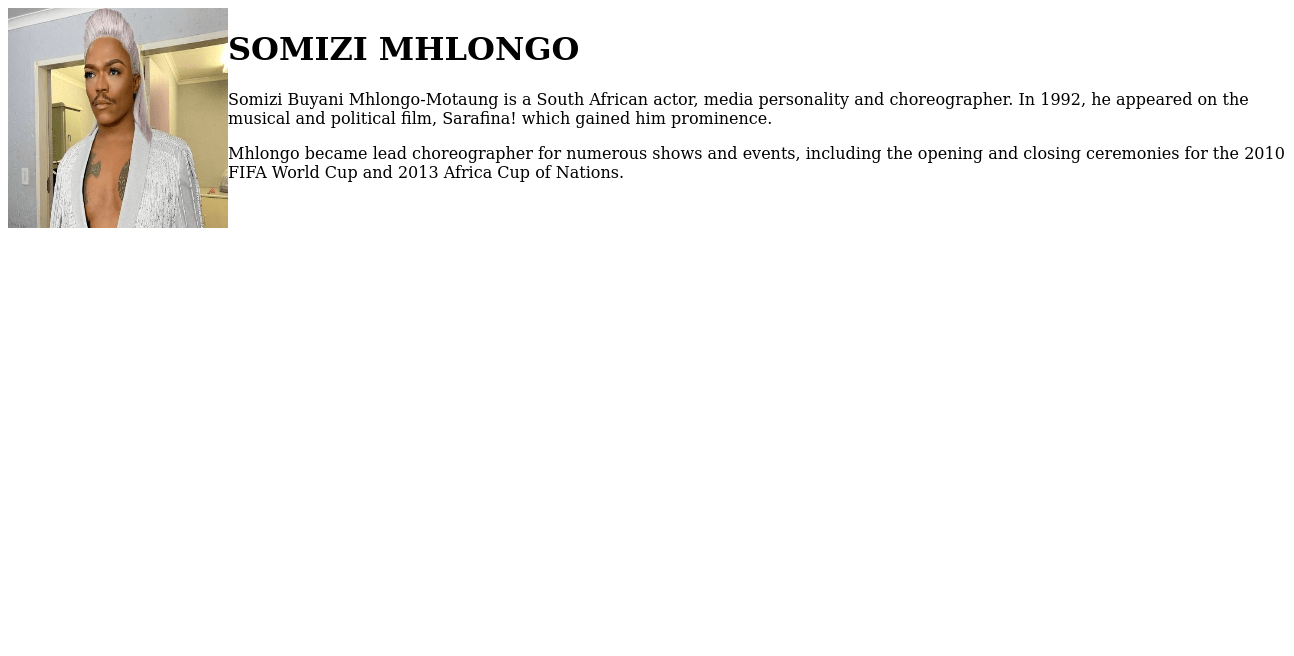 SOMIZI MHLONGO
Somizi Buyani Mhlongo-Motaung is a South African actor, media personality and choreographer. In 1992, he appeared on the
musical and political film, Sarafina! which gained him prominence.
Mhlongo became lead choreographer for numerous shows and events, including the opening and closing ceremonies for the 2010
FIFA World Cup and 2013 Africa Cup of Nations.